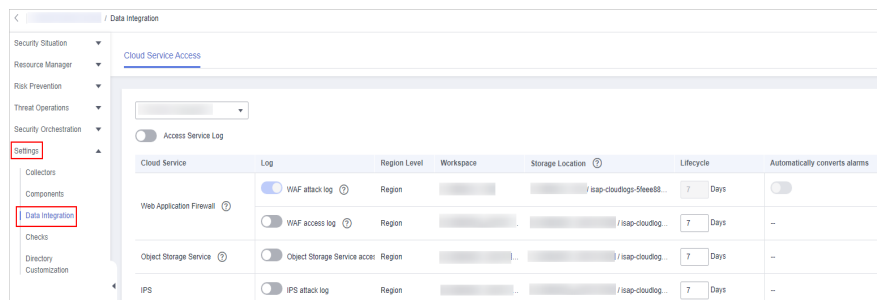 / Data Integration
Security Situation
Resource Manager
Risk Prevention
Threat Operations
Security Orchestration
Settings
Collectors
Components
Data Integration
Checks
Directory
Customization
Cloud Service Access
Access Service Log
Cloud Service Log Region Level Workspace Storage Location Lifecycle Automatically converts alarms
Web Application Firewall
WAF attack log Region / isap-cloudlogs-5feee88... 7 Days
WAF access log Region ... / isap-cloudlog... 7 Days --
Object Storage Service Object Storage Service acces Region ... / isap-cloudlog... 7 Days --
IPS IPS attack log Region ... / isap-cloudlog... 7 Days --